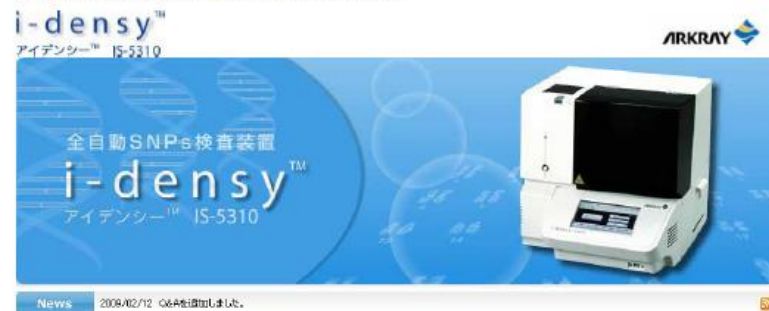 i-densy™
アイデンシー™ IS-5310
ARKRAY
全自動SNPs検査装置
i-densy™
アイデンシー™ IS-5310
News 2009/02/12 Q&Aを追加しました。